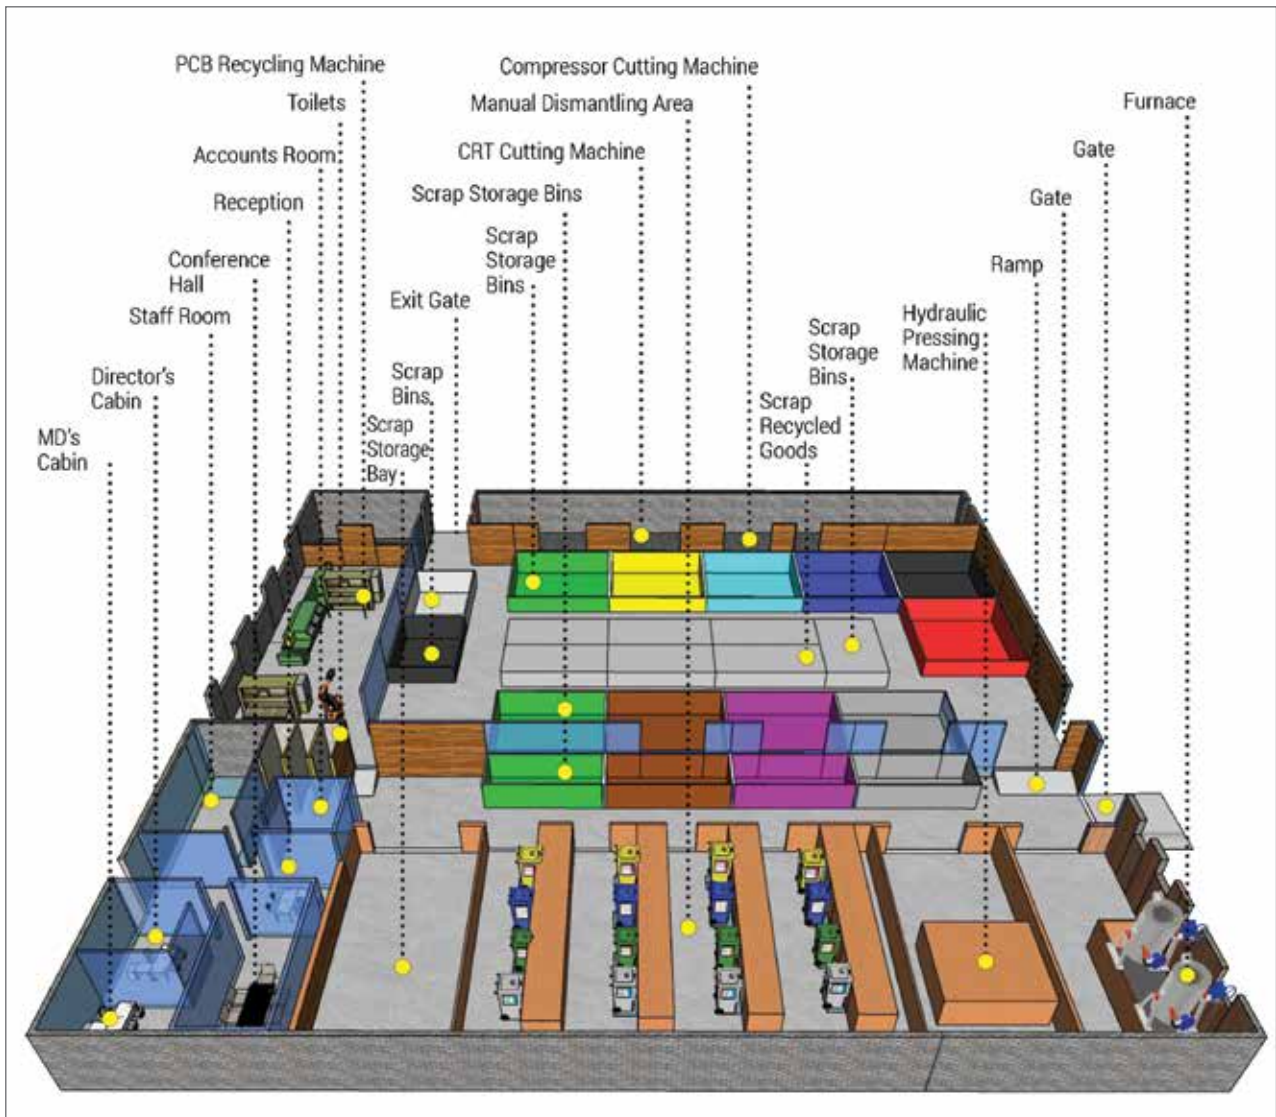 PCB Recycling Machine
Toilets
Accounts Room
Reception
Conference
Hall
Staff Room
Director's
Cabin
MD's
Cabin
Compressor Cutting Machine
Manual Dismantling Area
CRT Cutting Machine
Scrap Storage Bins
Scrap
Storage
Bins
Exit Gate
Scrap
Bins
Scrap
Storage
Bay
Furnace
Gate
Gate
Ramp
Hydraulic
Pressing
Machine
Scrap
Storage
Bins
Scrap
Recycled
Goods